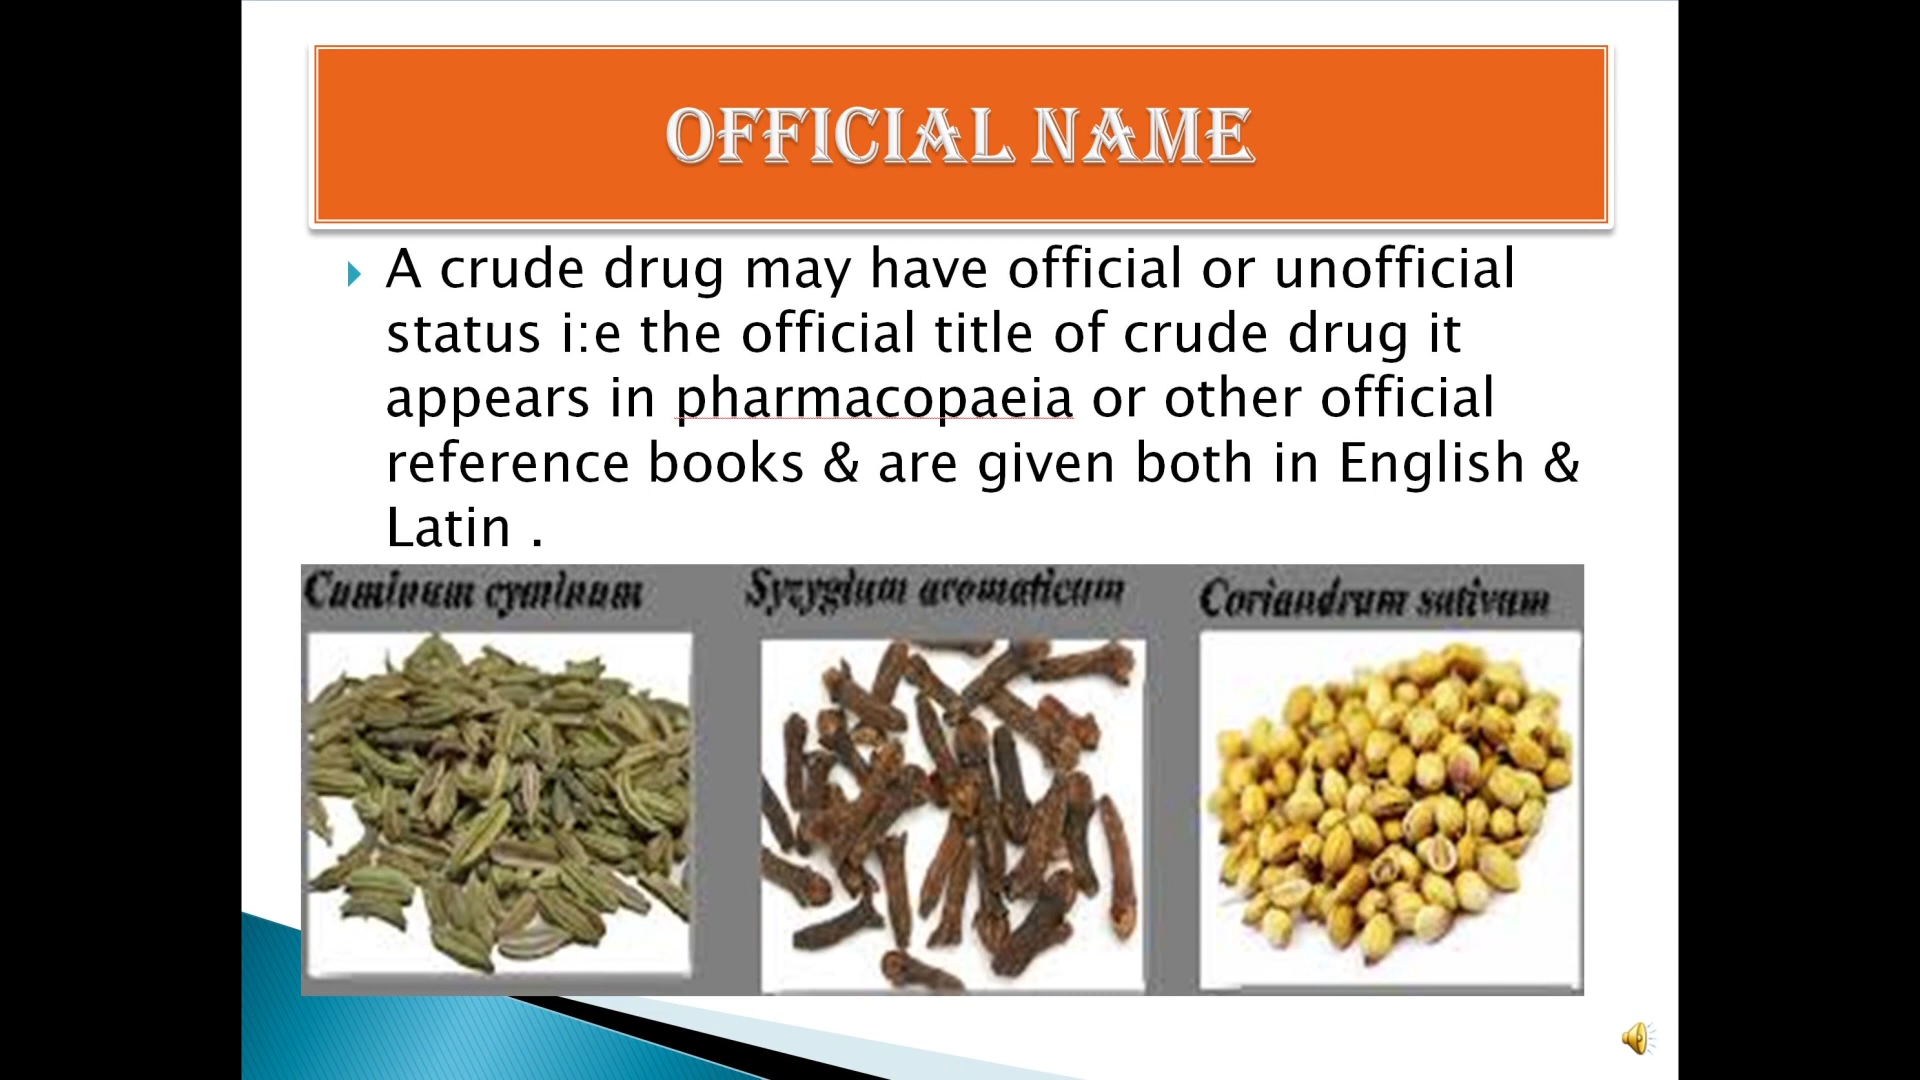 OFFICIAL NAME
A crude drug may have official or unofficial
status i:e the official title of crude drug it
appears in pharmacopaeia or other official
reference books & are given both in English &
Latin .
Cuminum cyminum
Syzygium aromaticum
Coriandrum sativum